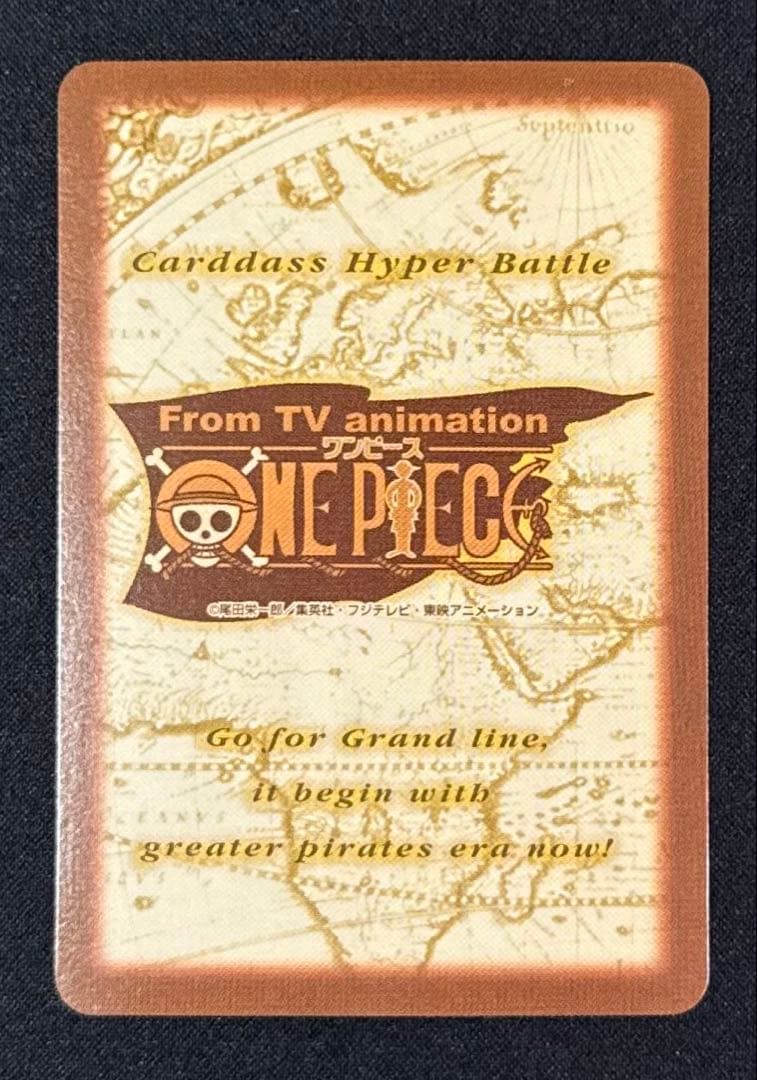 Septentrio
Carddass Hyper Battle
From TV animation
ワンピース
ONE PIECE
©尾田栄一郎／集英社・フジテレビ・東映アニメーション
Go for Grand line,
it begin with
greater pirates era now!